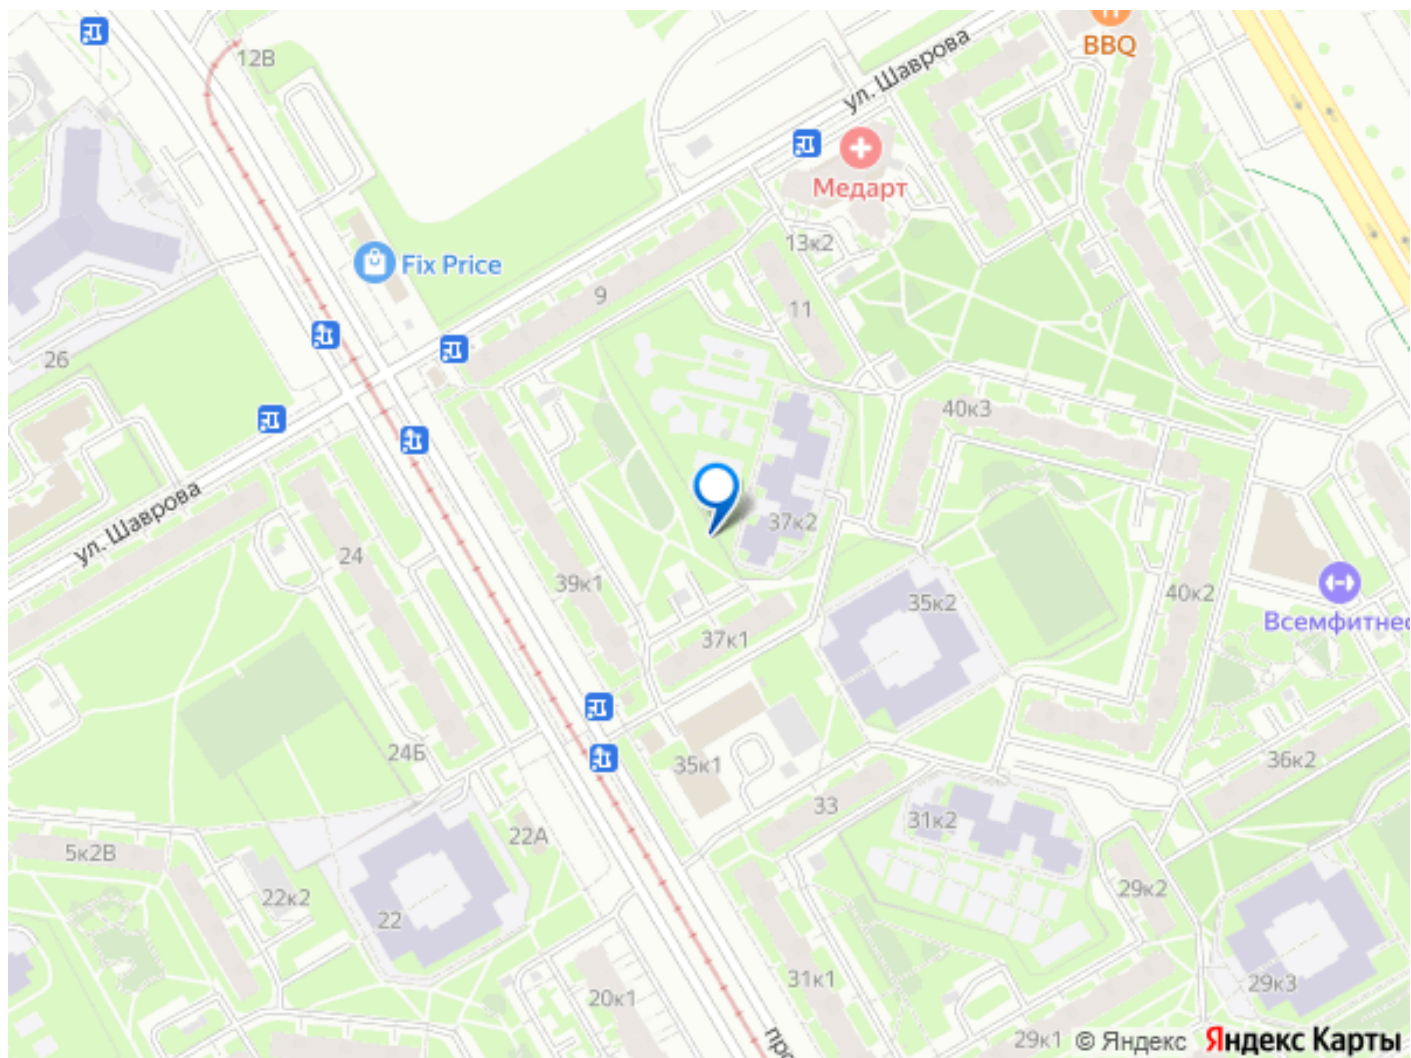 12В
BBQ
ул. Шаврова
Медарт
13к2
Fix Price
9
11
26
40к3
ул. Шаврова
24
37к2
39к1
35к2
40к2
Всемфитнес
37к1
24Б
35к1
36к2
33
31к2
22А
5к2В
22к2
29к2
22
31к1
29к3
20к1
про
29к1
© Яндекс
Яндекс Карты